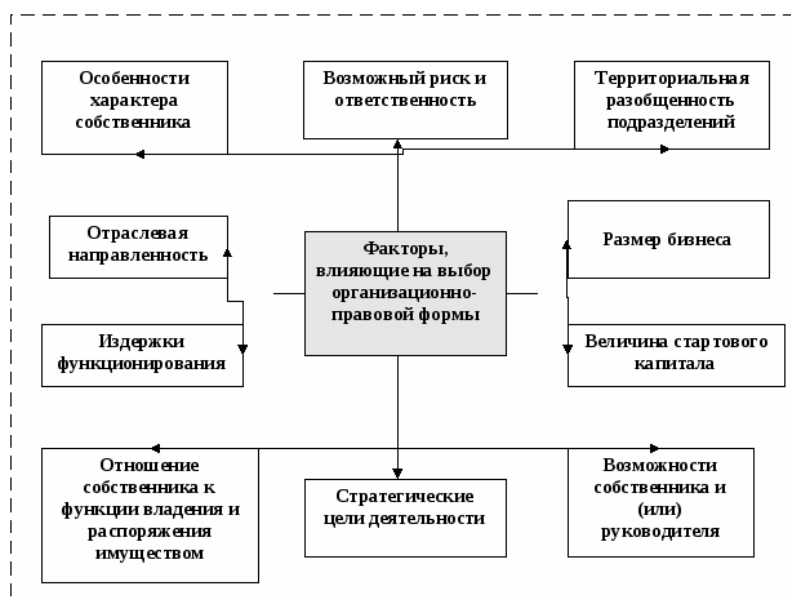 Особенности
характера
собственника
Возможный риск и
ответственность
Территориальная
разобщенность
подразделений
Отраслевая
направленность
Факторы,
влияющие на выбор
организационно-
правовой формы
Размер бизнеса
Издержки
функционирования
Величина стартового
капитала
Отношение
собственника к
функции владения и
распоряжения
имуществом
Стратегические
цели деятельности
Возможности
собственника и
(или)
руководителя